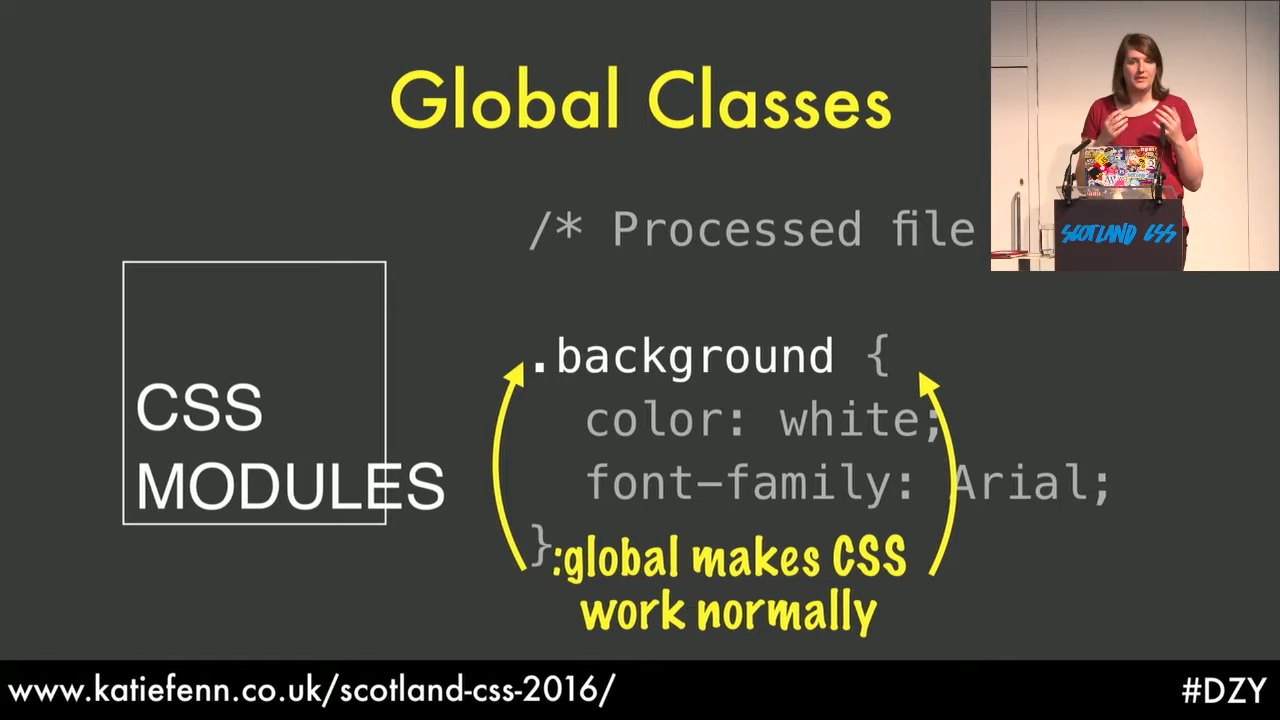 Global Classes
/* Processed file
.background {
color: white;
font-family: Arial;
}
:global makes CSS
work normally
CSS
MODULES
SCOTLAND CSS
www.katiefenn.co.uk/scotland-css-2016/
#DZY